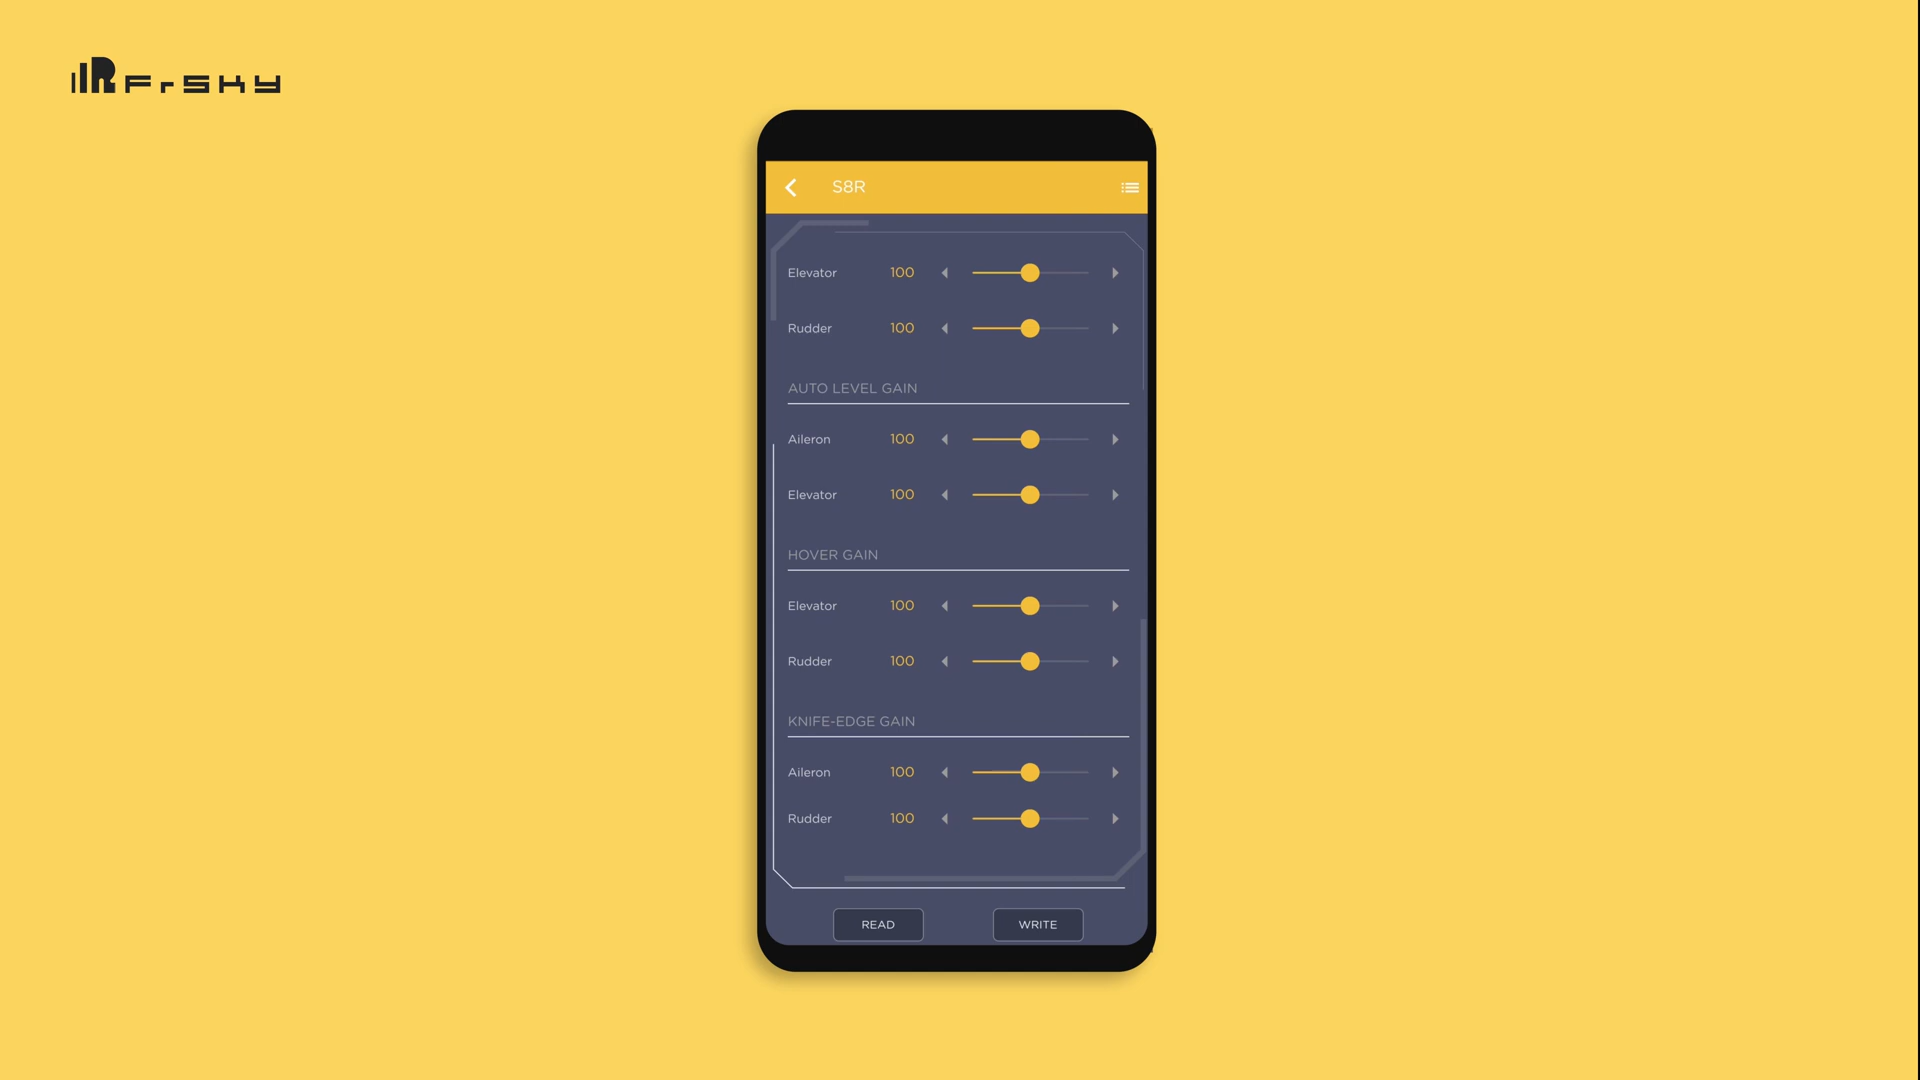 FrSky
S8R
Elevator 100
Rudder 100
AUTO LEVEL GAIN
Aileron 100
Elevator 100
HOVER GAIN
Elevator 100
Rudder 100
KNIFE-EDGE GAIN
Aileron 100
Rudder 100
READ WRITE